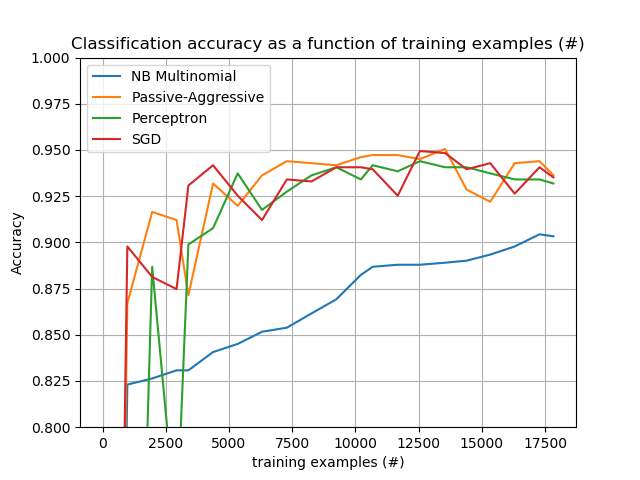 Classification accuracy as a function of training examples (#)
1.000
0.975
0.950
0.925
0.900
0.875
0.850
0.825
0.800
Accuracy
NB Multinomial
Passive-Aggressive
Perceptron
SGD
0 2500 5000 7500 10000 12500 15000 17500
training examples (#)